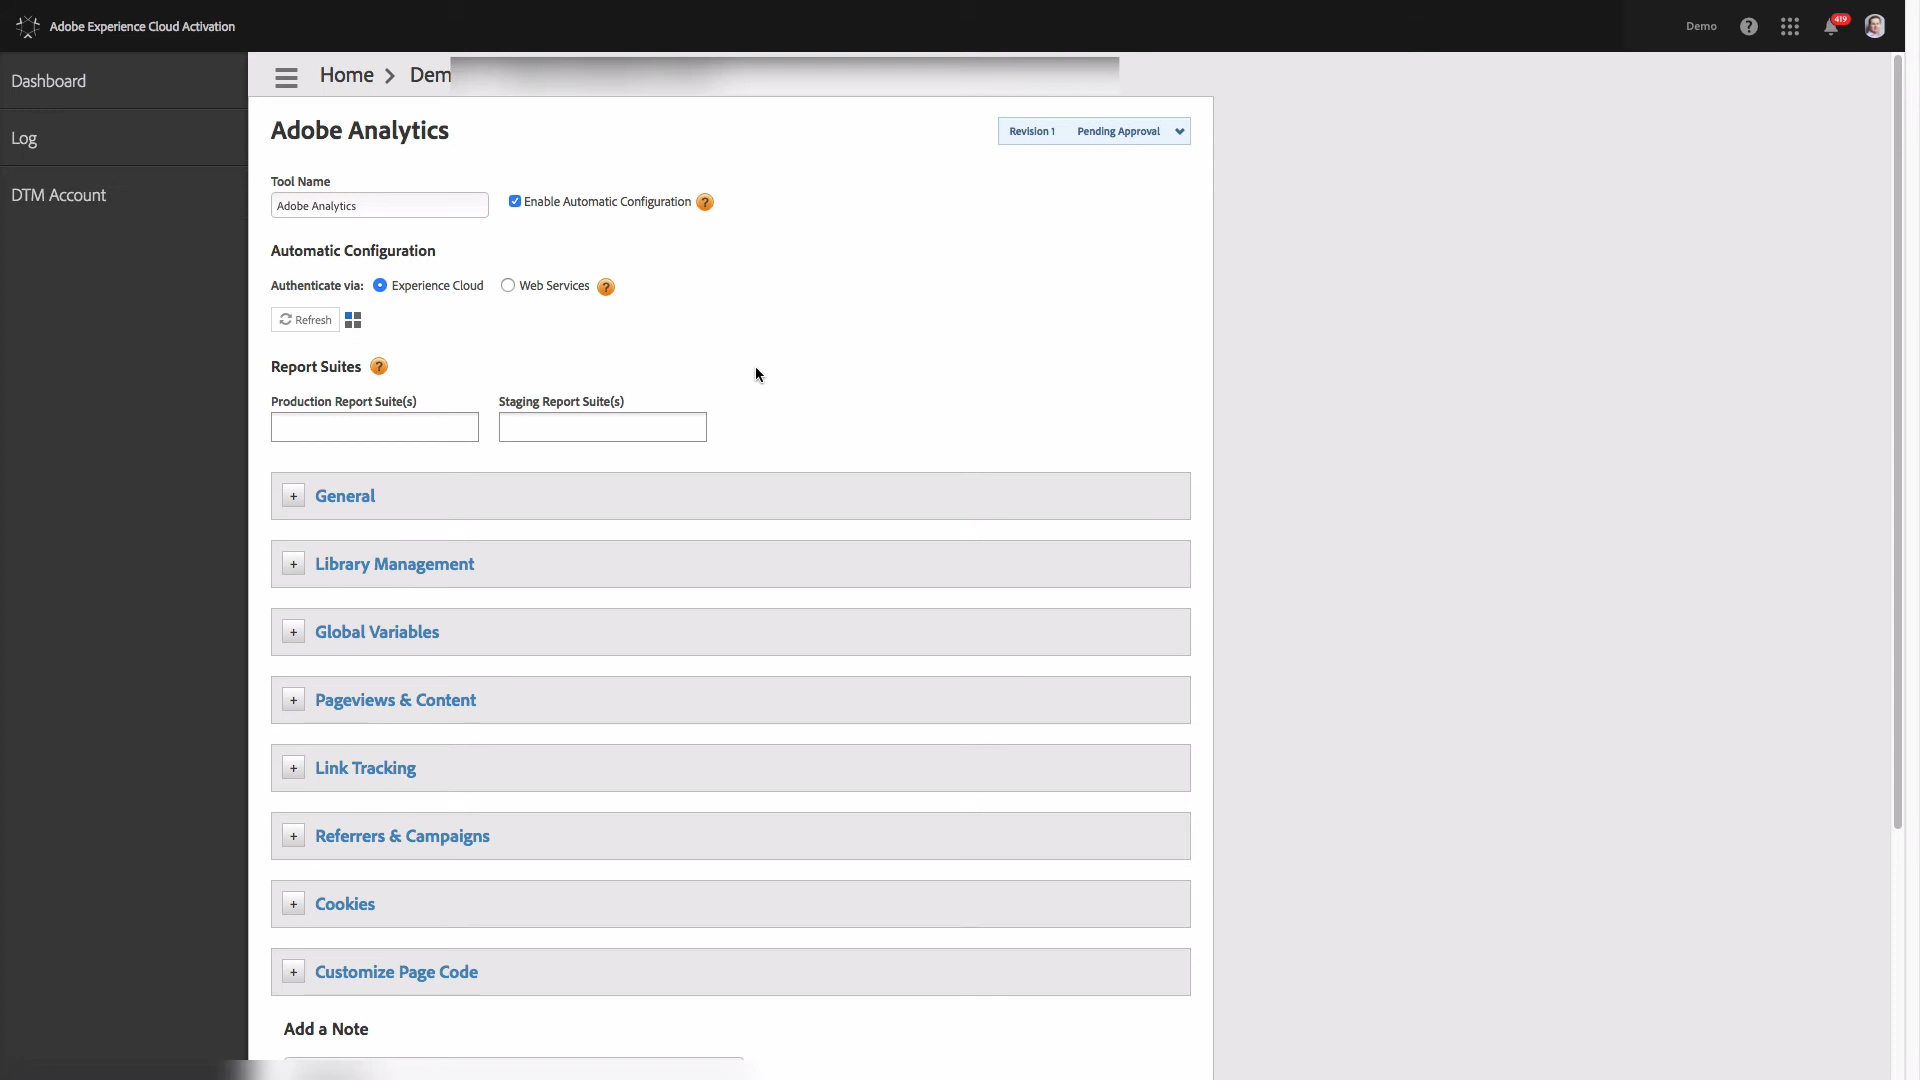 Adobe Experience Cloud Activation
Demo
419
Dashboard
Log
DTM Account
Home > Dem
Adobe Analytics
Revision 1 Pending Approval
Tool Name
Adobe Analytics
Enable Automatic Configuration ?
Automatic Configuration
Authenticate via: Experience Cloud Web Services ?
Refresh
Report Suites ?
Production Report Suite(s) Staging Report Suite(s)
+ General
+ Library Management
+ Global Variables
+ Pageviews & Content
+ Link Tracking
+ Referrers & Campaigns
+ Cookies
+ Customize Page Code
Add a Note